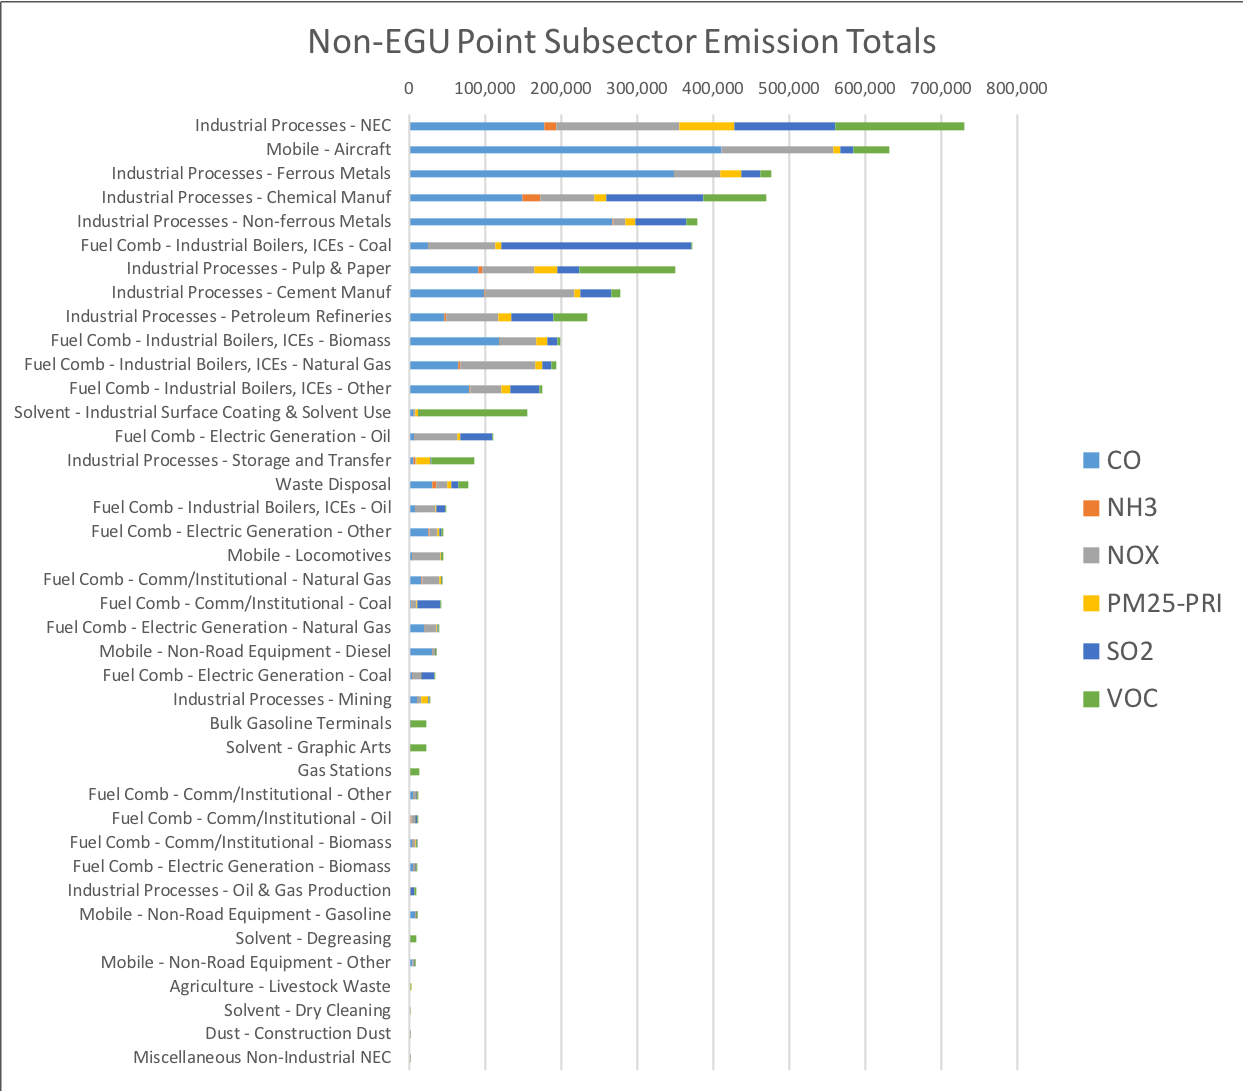 Non-EGU Point Subsector Emission Totals
0 100,000 200,000 300,000 400,000 500,000 600,000 700,000 800,000
Industrial Processes - NEC
Mobile - Aircraft
Industrial Processes - Ferrous Metals
Industrial Processes - Chemical Manuf
Industrial Processes - Non-ferrous Metals
Fuel Comb - Industrial Boilers, ICEs - Coal
Industrial Processes - Pulp & Paper
Industrial Processes - Cement Manuf
Industrial Processes - Petroleum Refineries
Fuel Comb - Industrial Boilers, ICEs - Biomass
Fuel Comb - Industrial Boilers, ICEs - Natural Gas
Fuel Comb - Industrial Boilers, ICEs - Other
Solvent - Industrial Surface Coating & Solvent Use
Fuel Comb - Electric Generation - Oil
Industrial Processes - Storage and Transfer
Waste Disposal
Fuel Comb - Industrial Boilers, ICEs - Oil
Fuel Comb - Electric Generation - Other
Mobile - Locomotives
Fuel Comb - Comm/Institutional - Natural Gas
Fuel Comb - Comm/Institutional - Coal
Fuel Comb - Electric Generation - Natural Gas
Mobile - Non-Road Equipment - Diesel
Fuel Comb - Electric Generation - Coal
Industrial Processes - Mining
Bulk Gasoline Terminals
Solvent - Graphic Arts
Gas Stations
Fuel Comb - Comm/Institutional - Other
Fuel Comb - Comm/Institutional - Oil
Fuel Comb - Comm/Institutional - Biomass
Fuel Comb - Electric Generation - Biomass
Industrial Processes - Oil & Gas Production
Mobile - Non-Road Equipment - Gasoline
Solvent - Degreasing
Mobile - Non-Road Equipment - Other
Agriculture - Livestock Waste
Solvent - Dry Cleaning
Dust - Construction Dust
Miscellaneous Non-Industrial NEC
CO
NH3
NOX
PM25-PRI
SO2
VOC